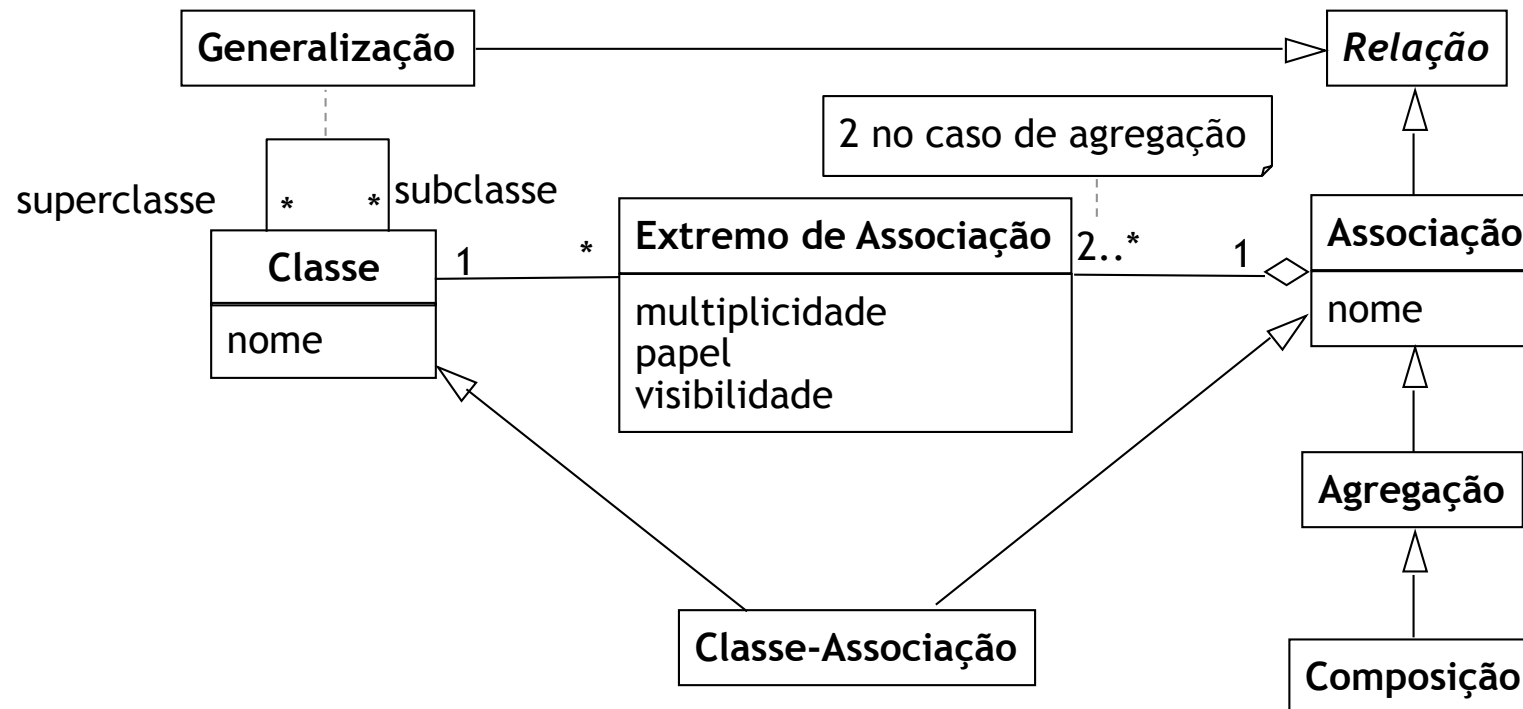 Generalização
Relação
2 no caso de agregação
superclasse
*
*
subclasse
Classe
nome
1
*
Extremo de Associação
multiplicidade
papel
visibilidade
2..*
1
Associação
nome
Agregação
Classe-Associação
Composição